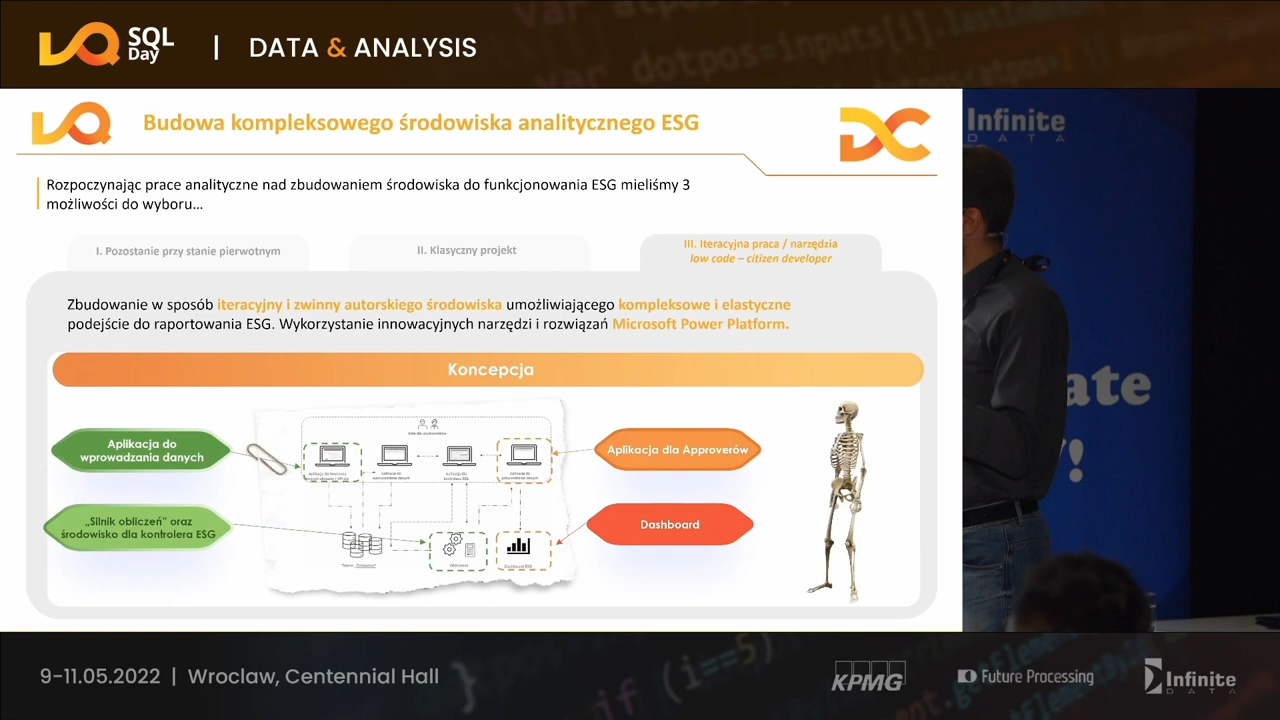 SQL
Day
| DATA & ANALYSIS
Budowa kompleksowego środowiska analitycznego ESG
Rozpoczynając prace analityczne nad zbudowaniem środowiska do funkcjonowania ESG mieliśmy 3
możliwości do wyboru...
I. Pozostanie przy stanie pierwotnym
II. Klasyczny projekt
III. Iteracyjna praca / narzędzia
low code – citizen developer
Zbudowanie w sposób iteracyjny i zwinny autorskiego środowiska umożliwiającego kompleksowe i elastyczne
podejście do raportowania ESG. Wykorzystanie innowacyjnych narzędzi i rozwiązań Microsoft Power Platform.
Koncepcja
Aplikacja do
wprowadzania danych
„Silnik obliczeń” oraz
środowisko dla kontrolera ESG
Aplikacja dla Approverów
Dashboard
Infinite
DATA
ate
!
9-11.05.2022 | Wroclaw, Centennial Hall
KPMG
Future Processing
Infinite
DATA